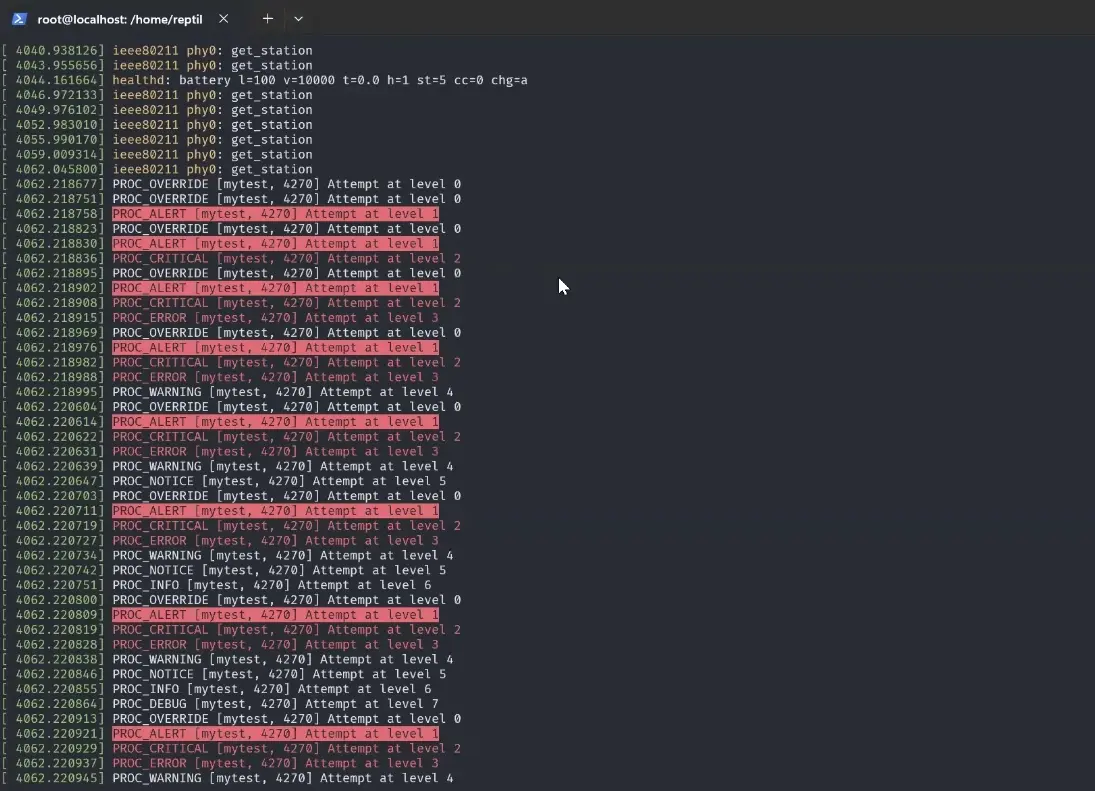 root@localhost: /home/reptil
[ 4040.938126] ieee80211 phy0: get_station
[ 4043.955656] ieee80211 phy0: get_station
[ 4044.161664] healthd: battery l=100 v=10000 t=0.0 h=1 st=5 cc=0 chg=a
[ 4046.972133] ieee80211 phy0: get_station
[ 4049.976102] ieee80211 phy0: get_station
[ 4052.983010] ieee80211 phy0: get_station
[ 4055.990170] ieee80211 phy0: get_station
[ 4059.009314] ieee80211 phy0: get_station
[ 4062.045800] ieee80211 phy0: get_station
[ 4062.218677] PROC_OVERRIDE [mytest, 4270] Attempt at level 0
[ 4062.218751] PROC_OVERRIDE [mytest, 4270] Attempt at level 0
[ 4062.218758] PROC_ALERT [mytest, 4270] Attempt at level 1
[ 4062.218823] PROC_OVERRIDE [mytest, 4270] Attempt at level 0
[ 4062.218830] PROC_ALERT [mytest, 4270] Attempt at level 1
[ 4062.218836] PROC_CRITICAL [mytest, 4270] Attempt at level 2
[ 4062.218895] PROC_OVERRIDE [mytest, 4270] Attempt at level 0
[ 4062.218902] PROC_ALERT [mytest, 4270] Attempt at level 1
[ 4062.218908] PROC_CRITICAL [mytest, 4270] Attempt at level 2
[ 4062.218915] PROC_ERROR [mytest, 4270] Attempt at level 3
[ 4062.218969] PROC_OVERRIDE [mytest, 4270] Attempt at level 0
[ 4062.218976] PROC_ALERT [mytest, 4270] Attempt at level 1
[ 4062.218982] PROC_CRITICAL [mytest, 4270] Attempt at level 2
[ 4062.218988] PROC_ERROR [mytest, 4270] Attempt at level 3
[ 4062.218995] PROC_WARNING [mytest, 4270] Attempt at level 4
[ 4062.220604] PROC_OVERRIDE [mytest, 4270] Attempt at level 0
[ 4062.220614] PROC_ALERT [mytest, 4270] Attempt at level 1
[ 4062.220622] PROC_CRITICAL [mytest, 4270] Attempt at level 2
[ 4062.220631] PROC_ERROR [mytest, 4270] Attempt at level 3
[ 4062.220639] PROC_WARNING [mytest, 4270] Attempt at level 4
[ 4062.220647] PROC_NOTICE [mytest, 4270] Attempt at level 5
[ 4062.220703] PROC_OVERRIDE [mytest, 4270] Attempt at level 0
[ 4062.220711] PROC_ALERT [mytest, 4270] Attempt at level 1
[ 4062.220719] PROC_CRITICAL [mytest, 4270] Attempt at level 2
[ 4062.220727] PROC_ERROR [mytest, 4270] Attempt at level 3
[ 4062.220734] PROC_WARNING [mytest, 4270] Attempt at level 4
[ 4062.220742] PROC_NOTICE [mytest, 4270] Attempt at level 5
[ 4062.220751] PROC_INFO [mytest, 4270] Attempt at level 6
[ 4062.220800] PROC_OVERRIDE [mytest, 4270] Attempt at level 0
[ 4062.220809] PROC_ALERT [mytest, 4270] Attempt at level 1
[ 4062.220819] PROC_CRITICAL [mytest, 4270] Attempt at level 2
[ 4062.220828] PROC_ERROR [mytest, 4270] Attempt at level 3
[ 4062.220838] PROC_WARNING [mytest, 4270] Attempt at level 4
[ 4062.220846] PROC_NOTICE [mytest, 4270] Attempt at level 5
[ 4062.220855] PROC_INFO [mytest, 4270] Attempt at level 6
[ 4062.220864] PROC_DEBUG [mytest, 4270] Attempt at level 7
[ 4062.220913] PROC_OVERRIDE [mytest, 4270] Attempt at level 0
[ 4062.220921] PROC_ALERT [mytest, 4270] Attempt at level 1
[ 4062.220929] PROC_CRITICAL [mytest, 4270] Attempt at level 2
[ 4062.220937] PROC_ERROR [mytest, 4270] Attempt at level 3
[ 4062.220945] PROC_WARNING [mytest, 4270] Attempt at level 4